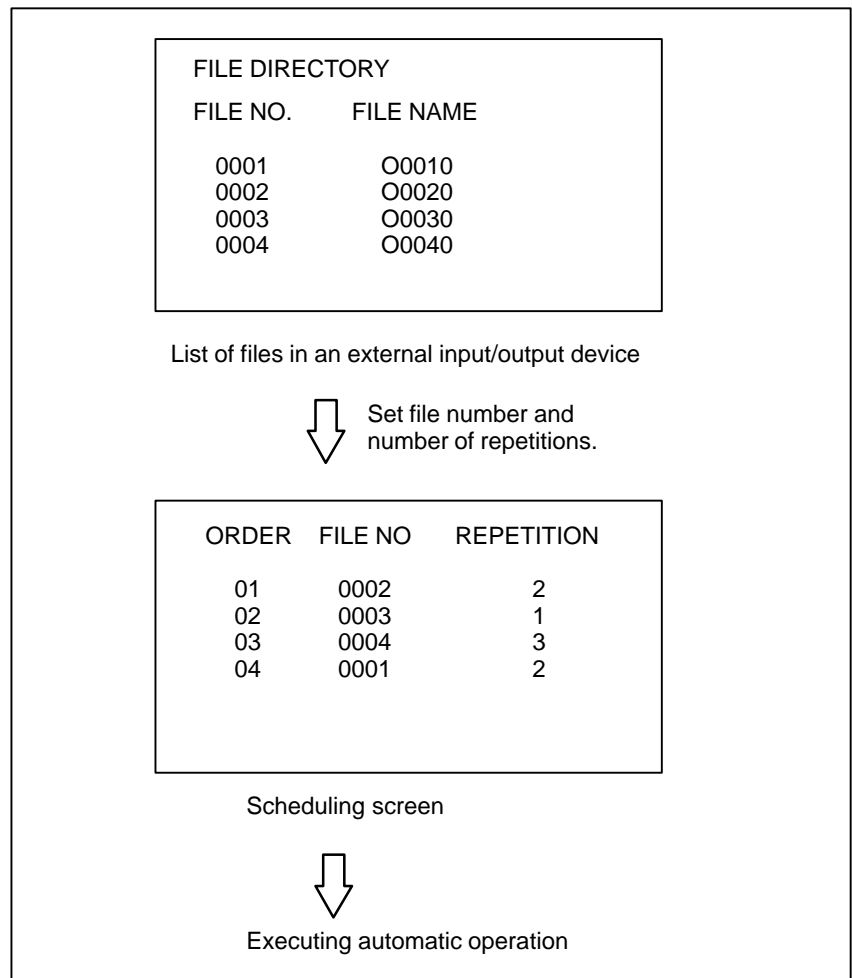 FILE DIRECTORY
FILE NO. FILE NAME
0001 O0010
0002 O0020
0003 O0030
0004 O0040
List of files in an external input/output device
Set file number and
number of repetitions.
ORDER FILE NO REPETITION
01 0002 2
02 0003 1
03 0004 3
04 0001 2
Scheduling screen
Executing automatic operation